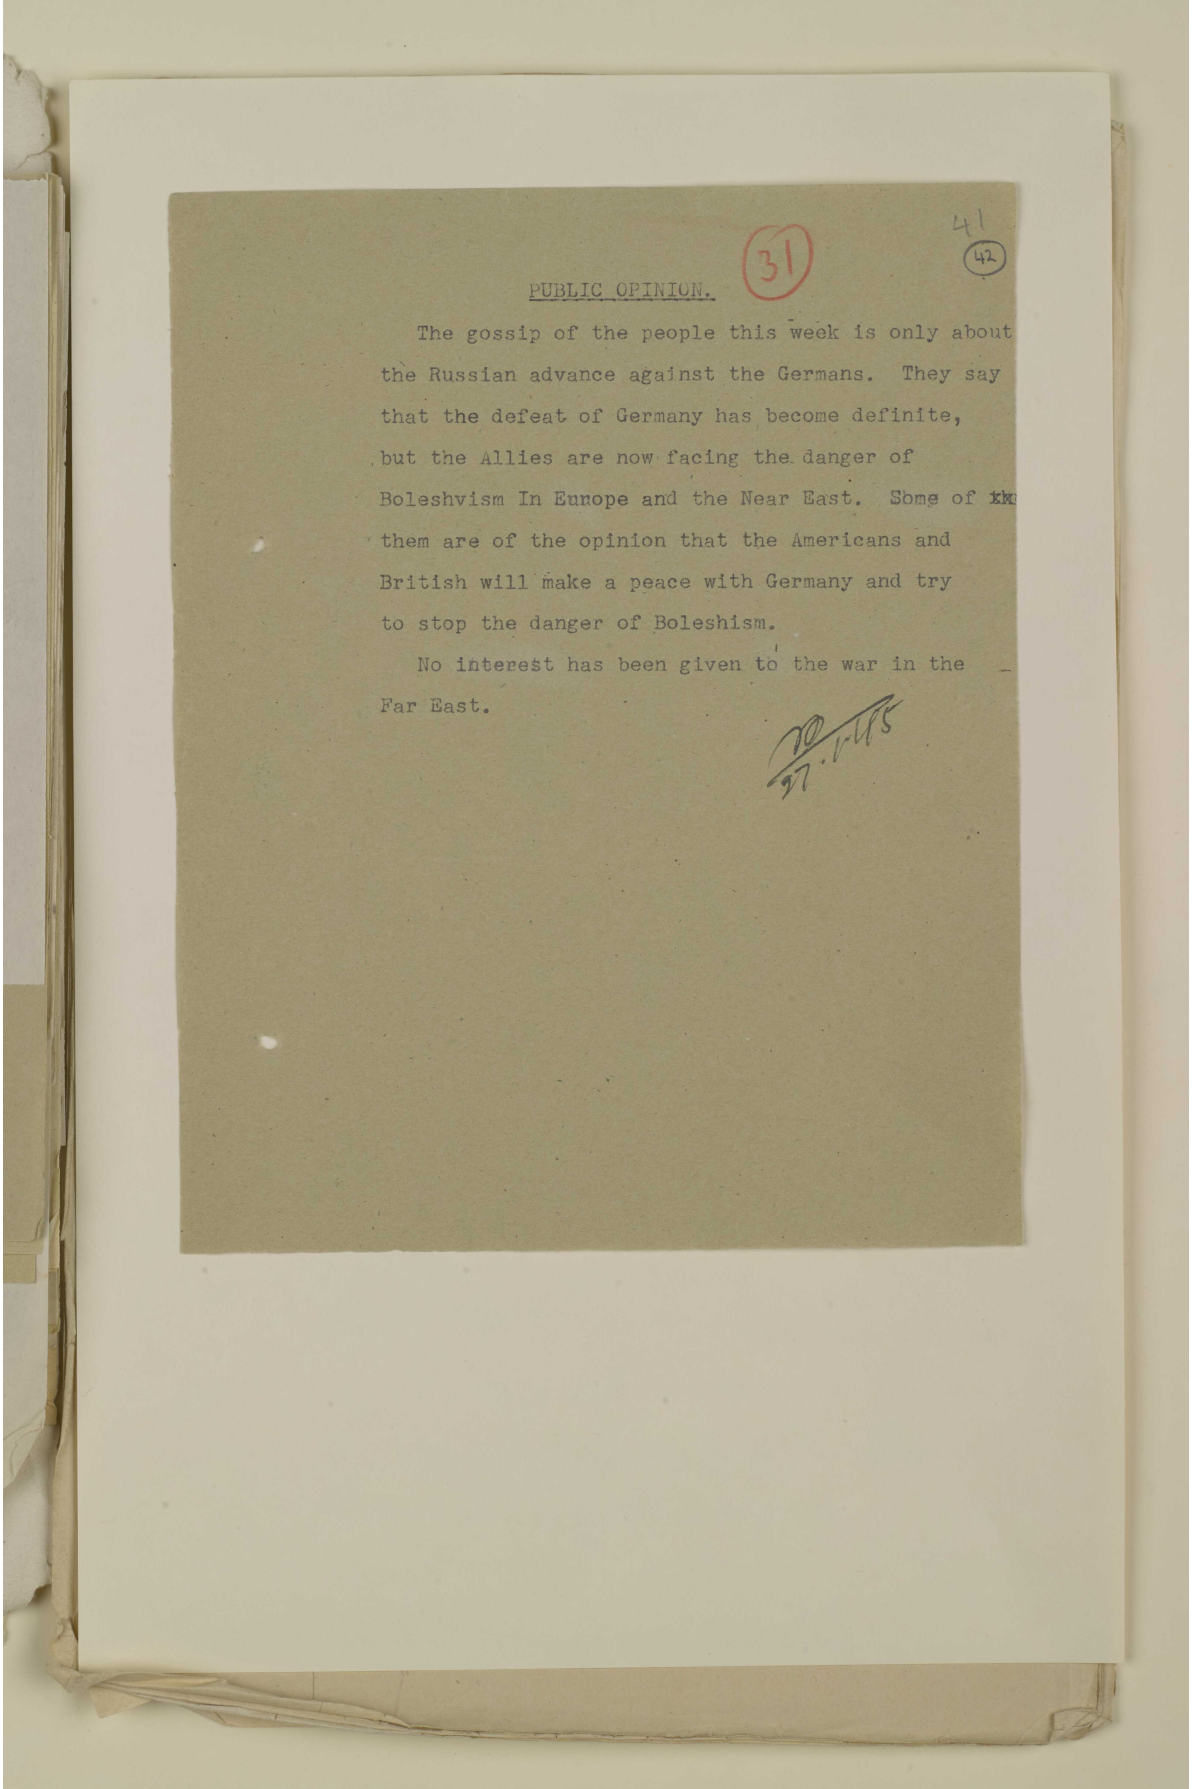 41
31
42
PUBLIC OPINION.
The gossip of the people this week is only about
the Russian advance against the Germans. They say
that the defeat of Germany has become definite,
but the Allies are now facing the danger of
Boleshvism In Europe and the Near East. Some of
them are of the opinion that the Americans and
British will make a peace with Germany and try
to stop the danger of Boleshism.
No interest has been given to the war in the
Far East.